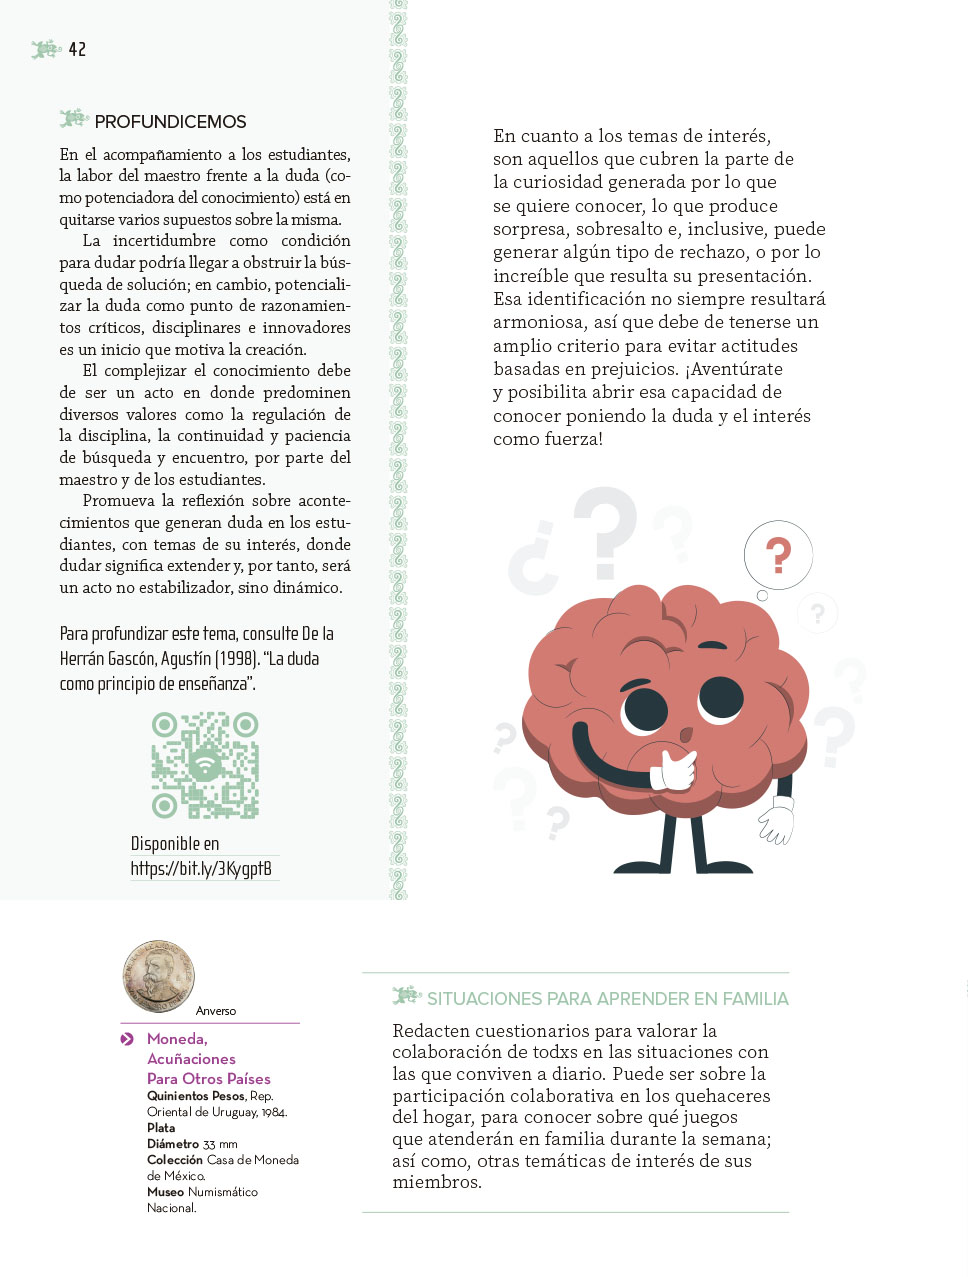 42
PROFUNDICEMOS
En el acompañamiento a los estudiantes,
la labor del maestro frente a la duda (co-
mo potenciadora del conocimiento) está en
quitarse varios supuestos sobre la misma.
La incertidumbre como condición
para dudar podría llegar a obstruir la bús-
queda de solución; en cambio, potenciali-
zar la duda como punto de razonamien-
tos críticos, disciplinares e innovadores
es un inicio que motiva la creación.
El complejizar el conocimiento debe
de ser un acto en donde predominen
diversos valores como la regulación de
la disciplina, la continuidad y paciencia
de búsqueda y encuentro, por parte del
maestro y de los estudiantes.
Promueva la reflexión sobre aconte-
cimientos que generan duda en los estu-
diantes, con temas de su interés, donde
dudar significa extender y, por tanto, será
un acto no estabilizador, sino dinámico.
Para profundizar este tema, consulte De la
Herrán Gascón, Agustín (1998). “La duda
como principio de enseñanza”.
Disponible en
https://bit.ly/3KygptB
En cuanto a los temas de interés,
son aquellos que cubren la parte de
la curiosidad generada por lo que
se quiere conocer, lo que produce
sorpresa, sobresalto e, inclusive, puede
generar algún tipo de rechazo, o por lo
increíble que resulta su presentación.
Esa identificación no siempre resultará
armoniosa, así que debe de tenerse un
amplio criterio para evitar actitudes
basadas en prejuicios. ¡Aventúrate
y posibilita abrir esa capacidad de
conocer poniendo la duda y el interés
como fuerza!
Anverso
Moneda,
Acuñaciones
Para Otros Países
Quinientos Pesos, Rep.
Oriental de Uruguay, 1984.
Plata
Diámetro 33 mm
Colección Casa de Moneda
de México.
Museo Numismático
Nacional.
SITUACIONES PARA APRENDER EN FAMILIA
Redacten cuestionarios para valorar la
colaboración de todxs en las situaciones con
las que conviven a diario. Puede ser sobre la
participación colaborativa en los quehaceres
del hogar, para conocer sobre qué juegos
que atenderán en familia durante la semana;
así como, otras temáticas de interés de sus
miembros.